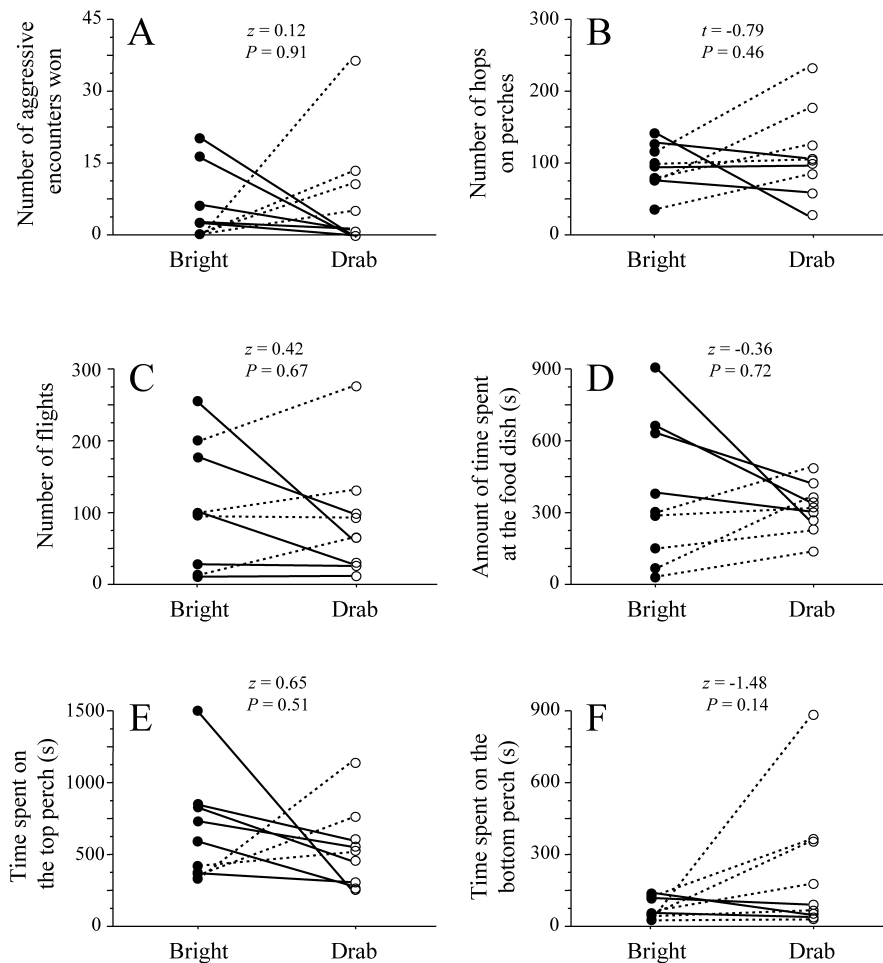 A
z = 0.12
P = 0.91
Number of aggressive
encounters won
45
30
15
0
Bright
Drab
B
t = -0.79
P = 0.46
Number of hops
on perches
300
200
100
0
Bright
Drab
C
z = 0.42
P = 0.67
Number of flights
300
200
100
0
Bright
Drab
D
z = -0.36
P = 0.72
Amount of time spent
at the food dish (s)
900
600
300
0
Bright
Drab
E
z = 0.65
P = 0.51
Time spent on
the top perch (s)
1500
1000
500
0
Bright
Drab
F
z = -1.48
P = 0.14
Time spent on the
bottom perch (s)
900
600
300
0
Bright
Drab